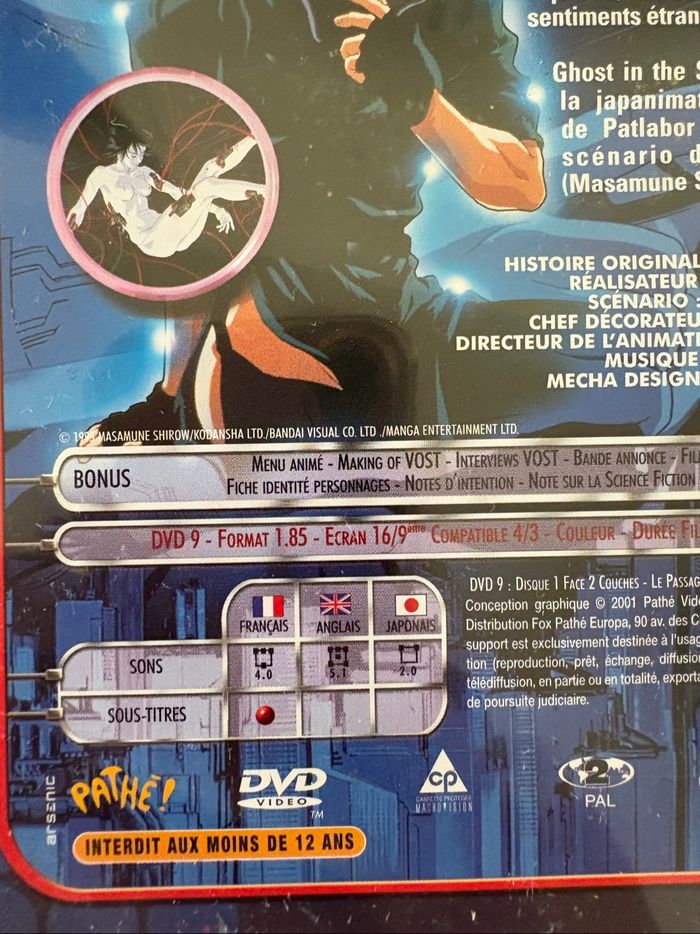 sentiments étran
Ghost in the S
la japanimat
de Patlabor
scénario d
(Masamune S
HISTOIRE ORIGINAL
RÉALISATEUR
SCÉNARIO :
CHEF DÉCORATEU
DIRECTEUR DE L'ANIMATI
MUSIQUE
MECHA DESIGN
© 1995 MASAMUNE SHIROW/KODANSHA LTD./BANDAI VISUAL CO. LTD ./MANGA ENTERTAINMENT LTD.
BONUS
MENU ANIMÉ - MAKING OF VOST - INTERVIEWS VOST - BANDE ANNONCE - FIL
FICHE IDENTITÉ PERSONNAGES - NOTES D'INTENTION - NOTE SUR LA SCIENCE FICTION
DVD 9 - FORMAT 1.85 - ECRAN 16/9ème COMPATIBLE 4/3 - COULEUR - DURÉE FIL
FRANÇAIS ANGLAIS JAPONAIS
SONS 4.0 5.1 2.0
SOUS-TITRES
DVD 9 : DISQUE 1 FACE 2 COUCHES - LE PASSAG
Conception graphique © 2001 Pathé Vidé
Distribution Fox Pathé Europa, 90 av. des C
support est exclusivement destinée à l'usag
tion (reproduction, prêt, échange, diffusio
télédiffusion, en partie ou en totalité, exporta
de poursuite judiciaire.
arsenic
PATHÉ!
DVD
VIDEO
TM
CP
CASSETTE PROTÉGÉE
MACROVISION
2
PAL
INTERDIT AUX MOINS DE 12 ANS